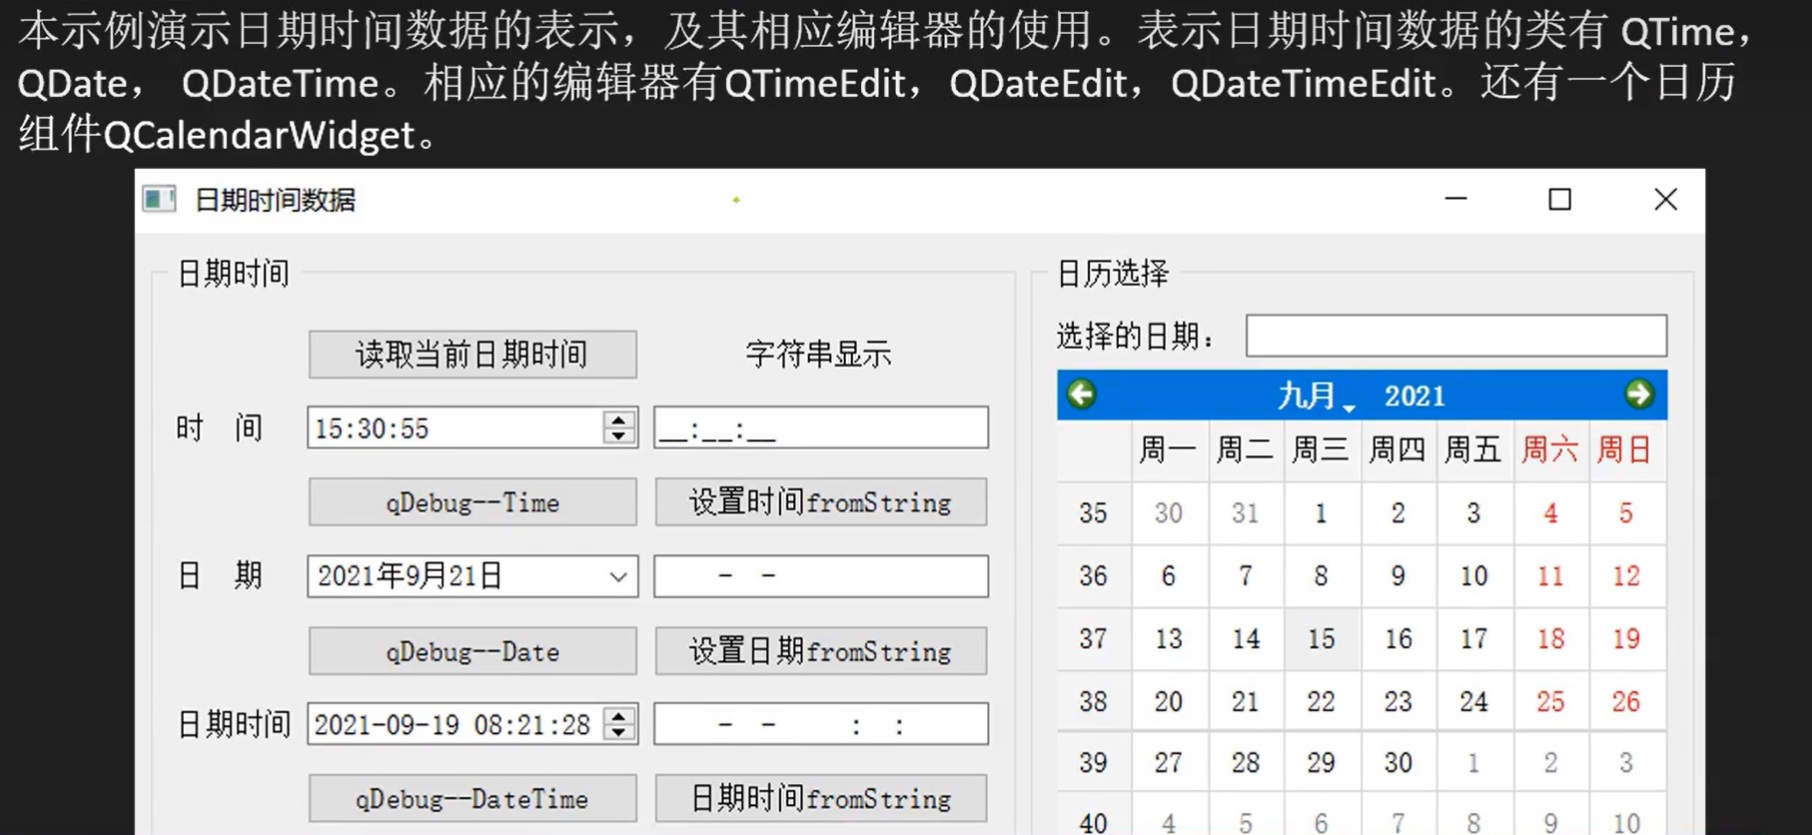 本示例演示日期时间数据的表示，及其相应编辑器的使用。表示日期时间数据的类有 QTime，
QDate， QDateTime。相应的编辑器有QTimeEdit，QDateEdit，QDateTimeEdit。还有一个日历
组件QCalendarWidget。
日期时间数据
日期时间
读取当前日期时间 字符串显示
时 间 15:30:55 __:__:__
qDebug--Time 设置时间fromString
日 期 2021年9月21日 - -
qDebug--Date 设置日期fromString
日期时间 2021-09-19 08:21:28 - - : :
qDebug--DateTime 日期时间fromString
日历选择
选择的日期：
九月 2021
周一 周二 周三 周四 周五 周六 周日
35 30 31 1 2 3 4 5
36 6 7 8 9 10 11 12
37 13 14 15 16 17 18 19
38 20 21 22 23 24 25 26
39 27 28 29 30 1 2 3
40 4 5 6 7 8 9 10